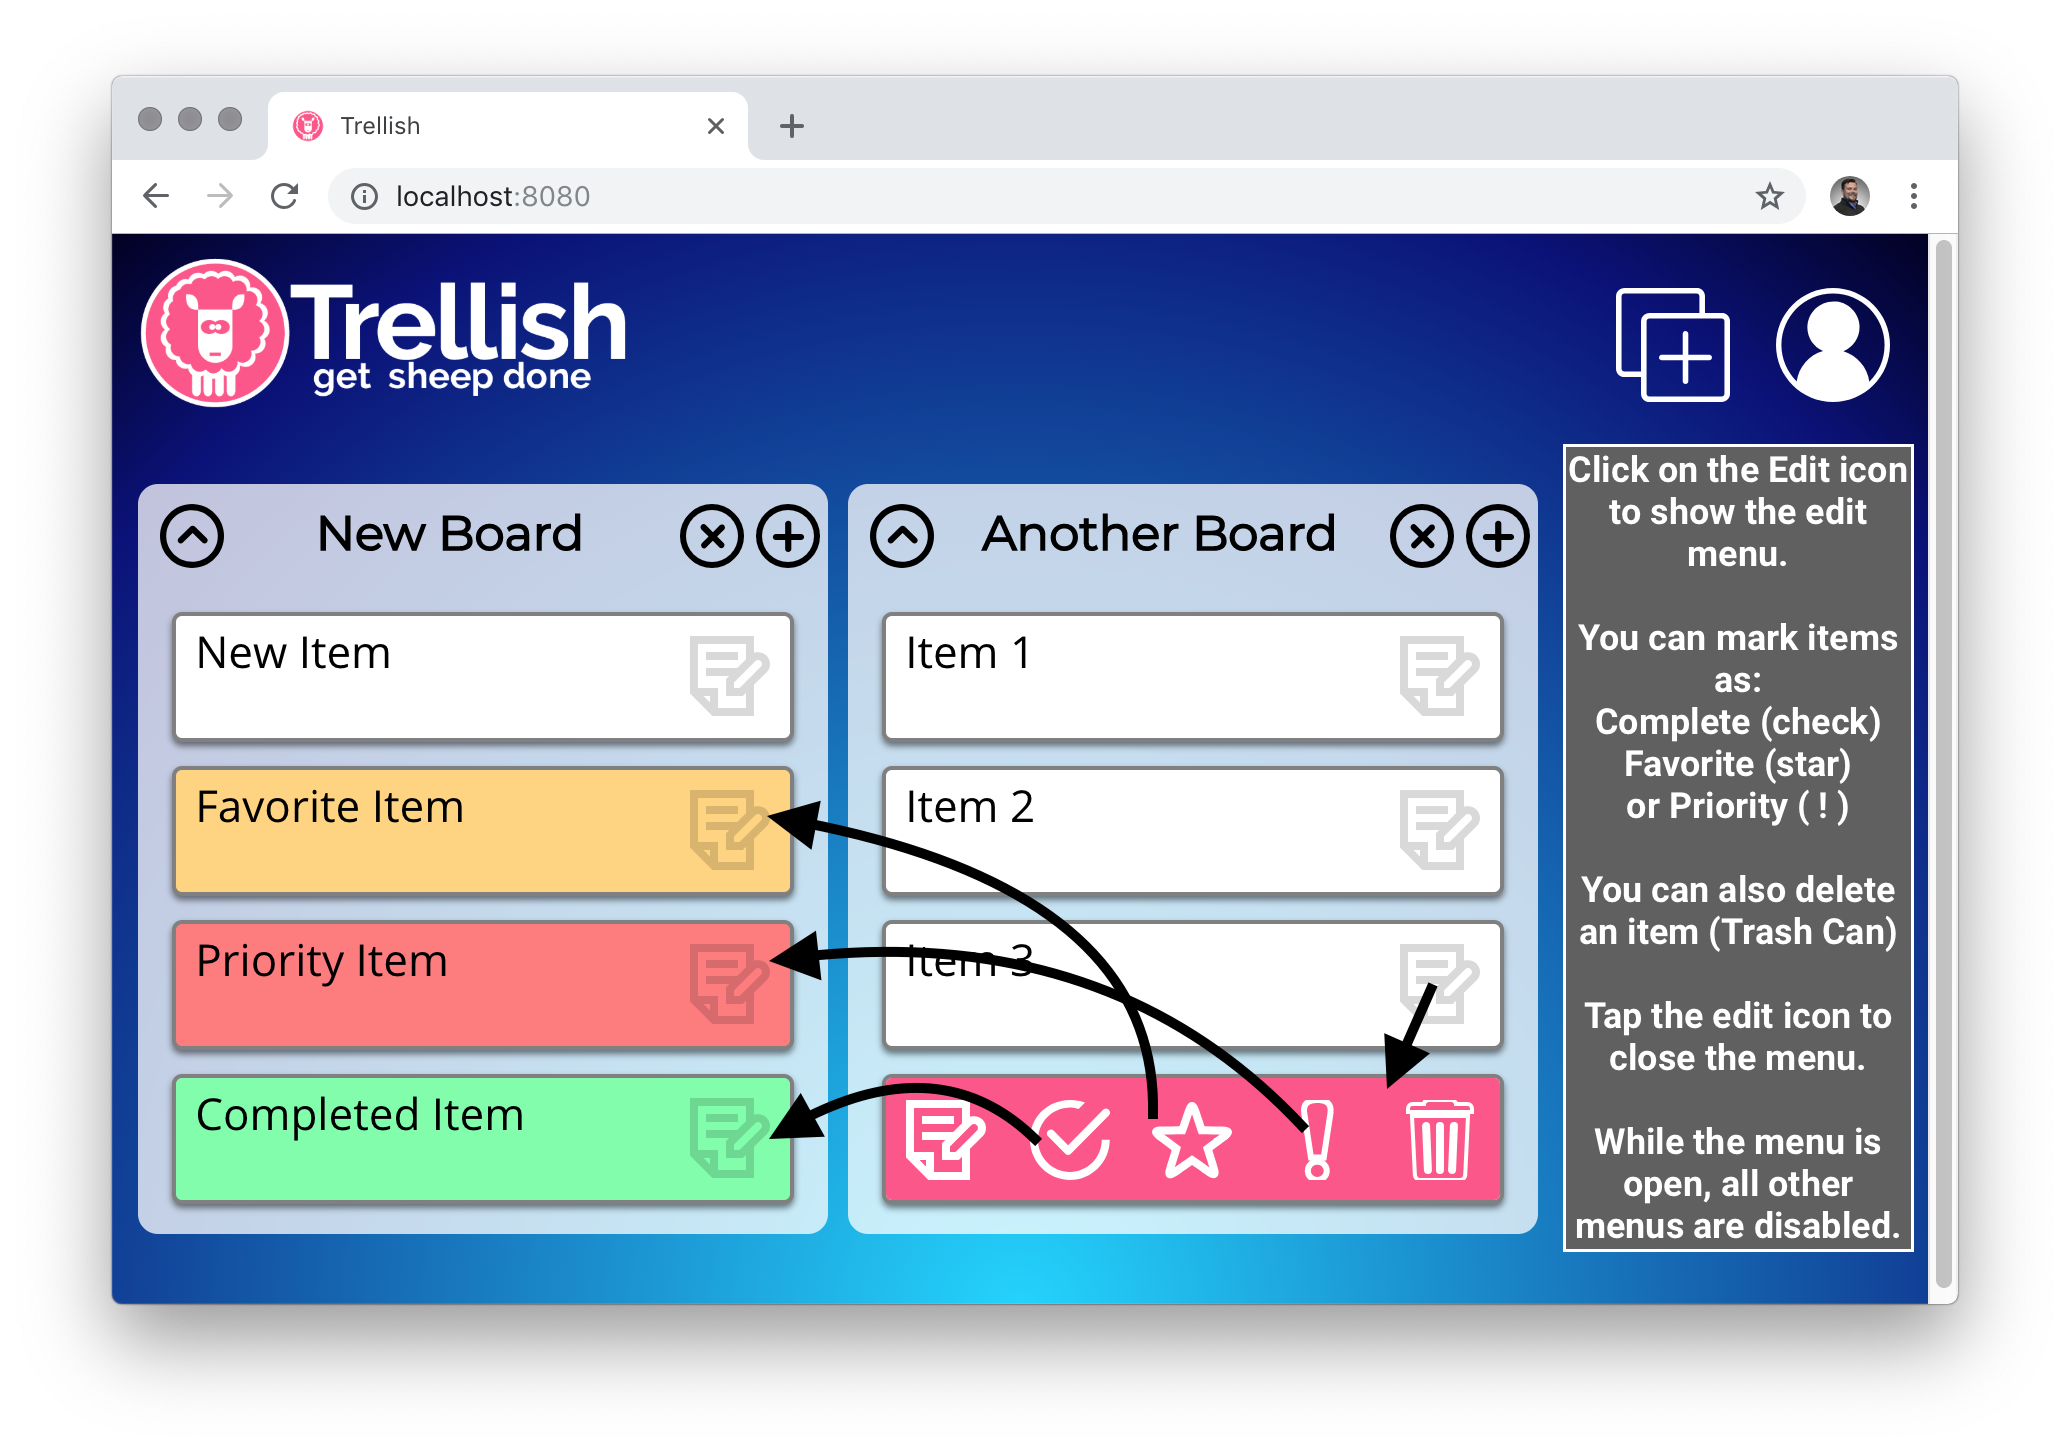 Trellish
localhost:8080
Trellish
get sheep done
New Board
Another Board
New Item
Favorite Item
Priority Item
Completed Item
Item 1
Item 2
Item 3
Click on the Edit icon
to show the edit
menu.
You can mark items
as:
Complete (check)
Favorite (star)
or Priority ( ! )
You can also delete
an item (Trash Can)
Tap the edit icon to
close the menu.
While the menu is
open, all other
menus are disabled.